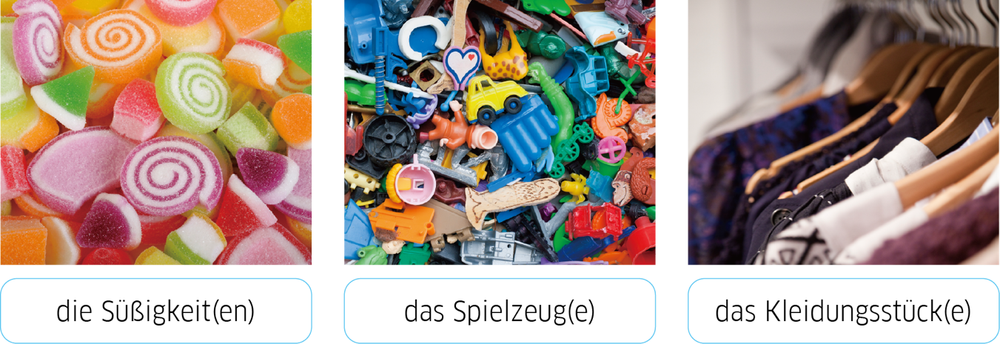 die Süßigkeit(en)
das Spielzeug(e)
das Kleidungsstück(e)